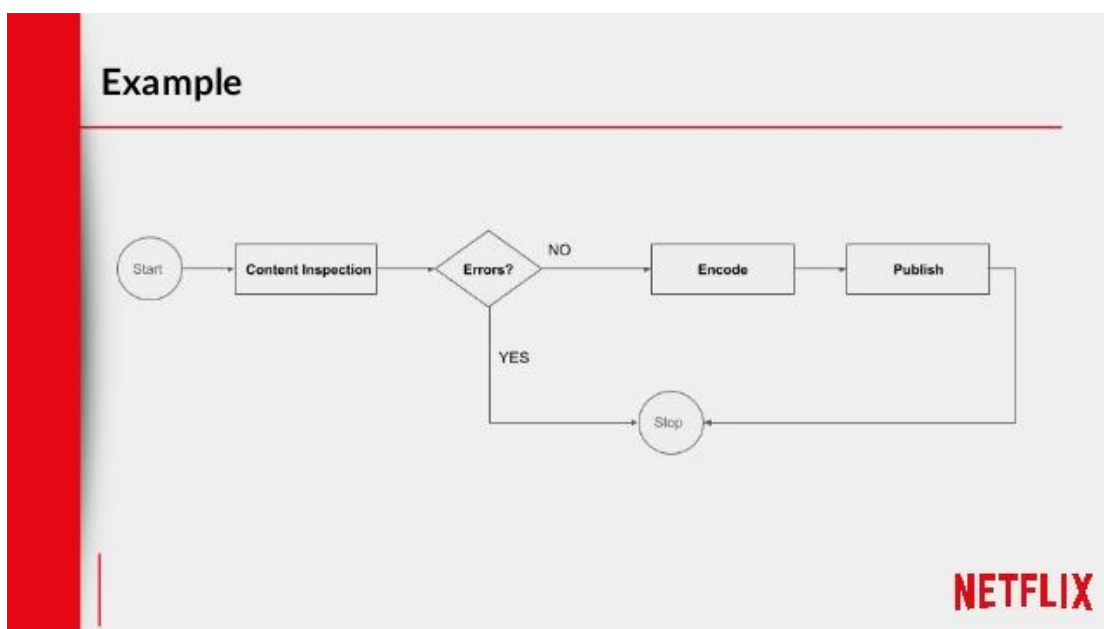 Example
Start
Content Inspection
Errors?
NO
Encode
Publish
YES
Stop
NETFLIX